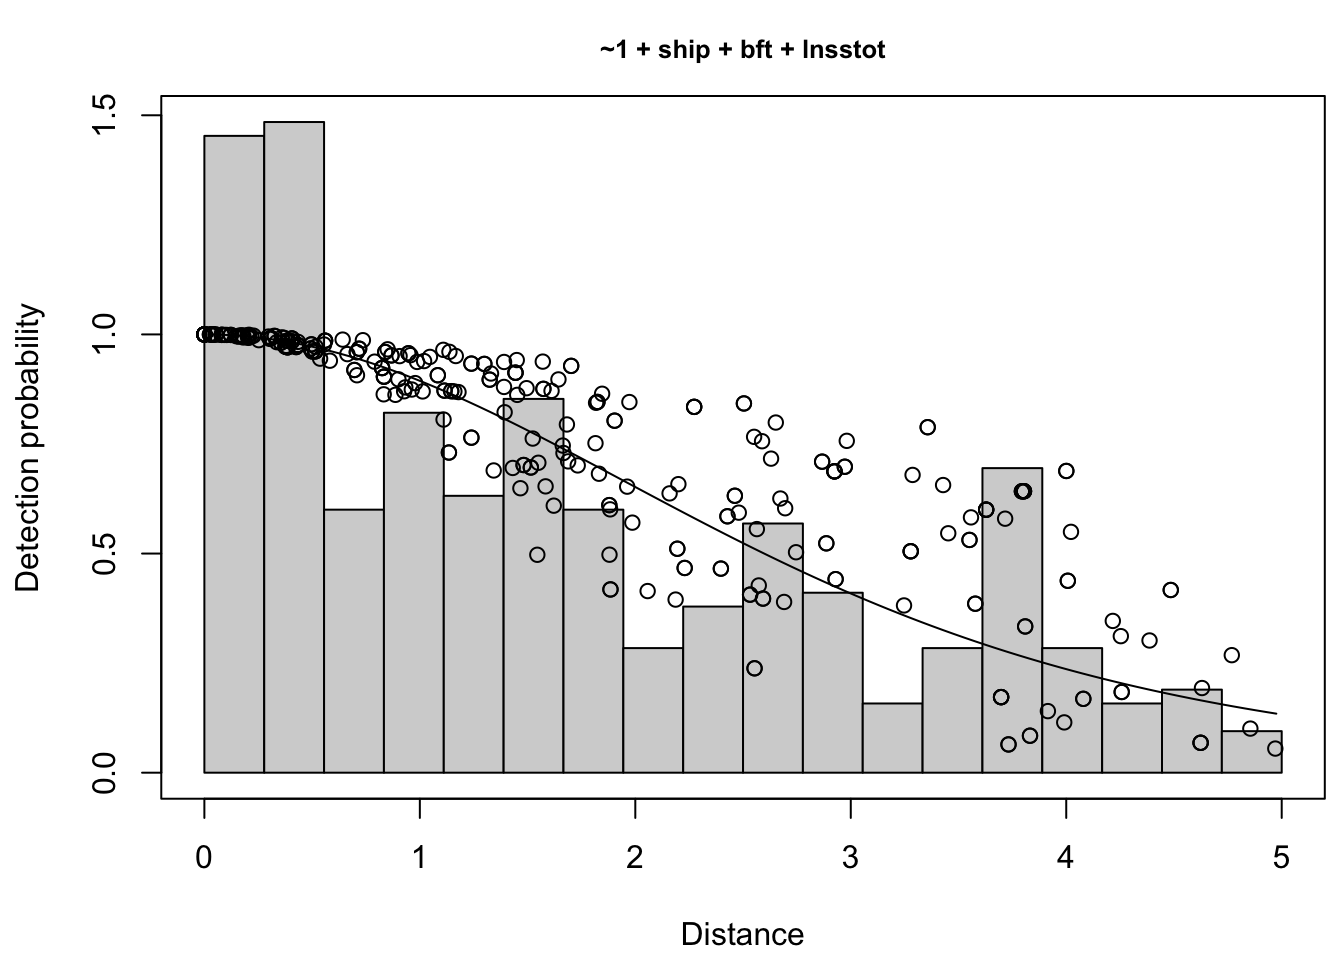 ~1 + ship + bft + lnsstot
1.5
1.0
0.5
0.0
Detection probability
0 1 2 3 4 5
Distance